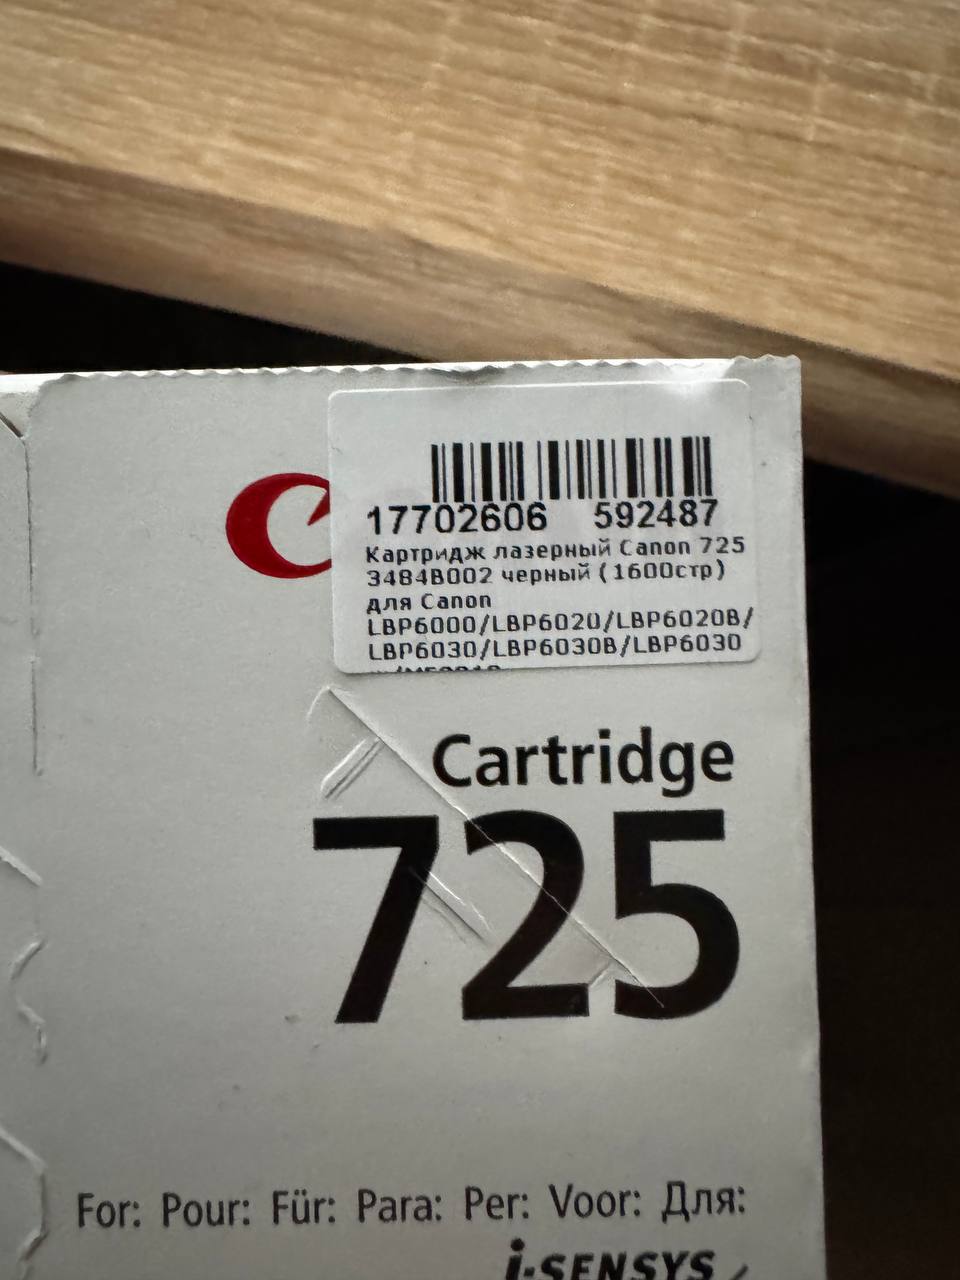 17702606 592487
Картридж лазерный Canon 725
3484B002 черный (1600стр)
для Canon
LBP6000/LBP6020/LBP6020B/
LBP6030/LBP6030B/LBP6030
C
Cartridge
725
For: Pour: Für: Para: Per: Voor: Для:
i-SENSYS